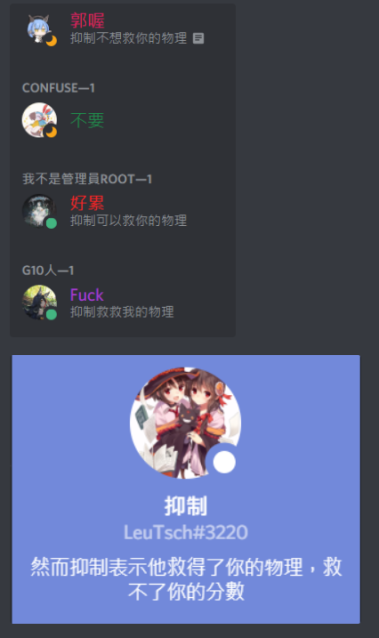 郭喔
抑制不想救你的物理
CONFUSE—1
不要
我不是管理員ROOT—1
好累
抑制可以救你的物理
G10人—1
Fuck
抑制救救我的物理
抑制
LeuTsch#3220
然而抑制表示他救得了你的物理，救
不了你的分數